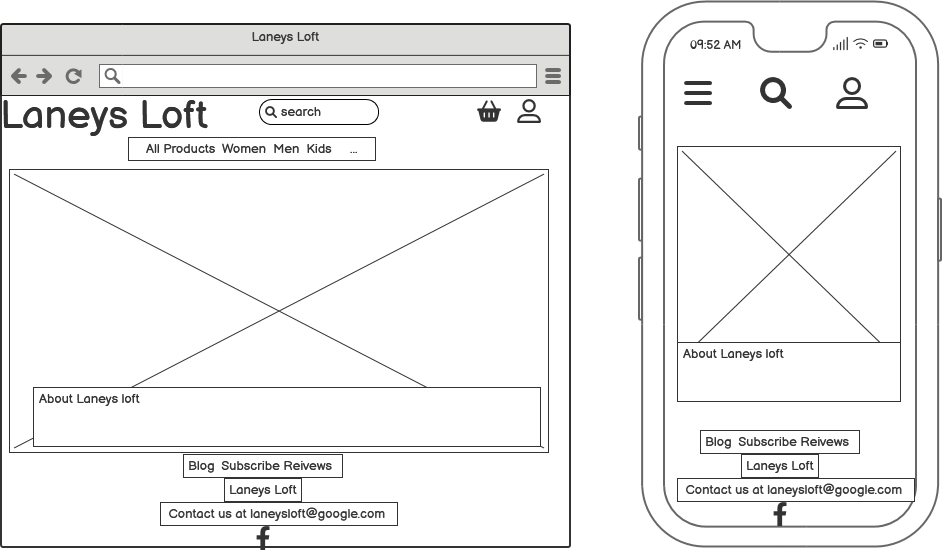 Laneys Loft
Laneys Loft
search
All Products Women Men Kids ...
About Laneys loft
Blog Subscribe Reivews
Laneys Loft
Contact us at laneysloft@google.com
09:52 AM
About Laneys loft
Blog Subscribe Reivews
Laneys Loft
Contact us at laneysloft@google.com